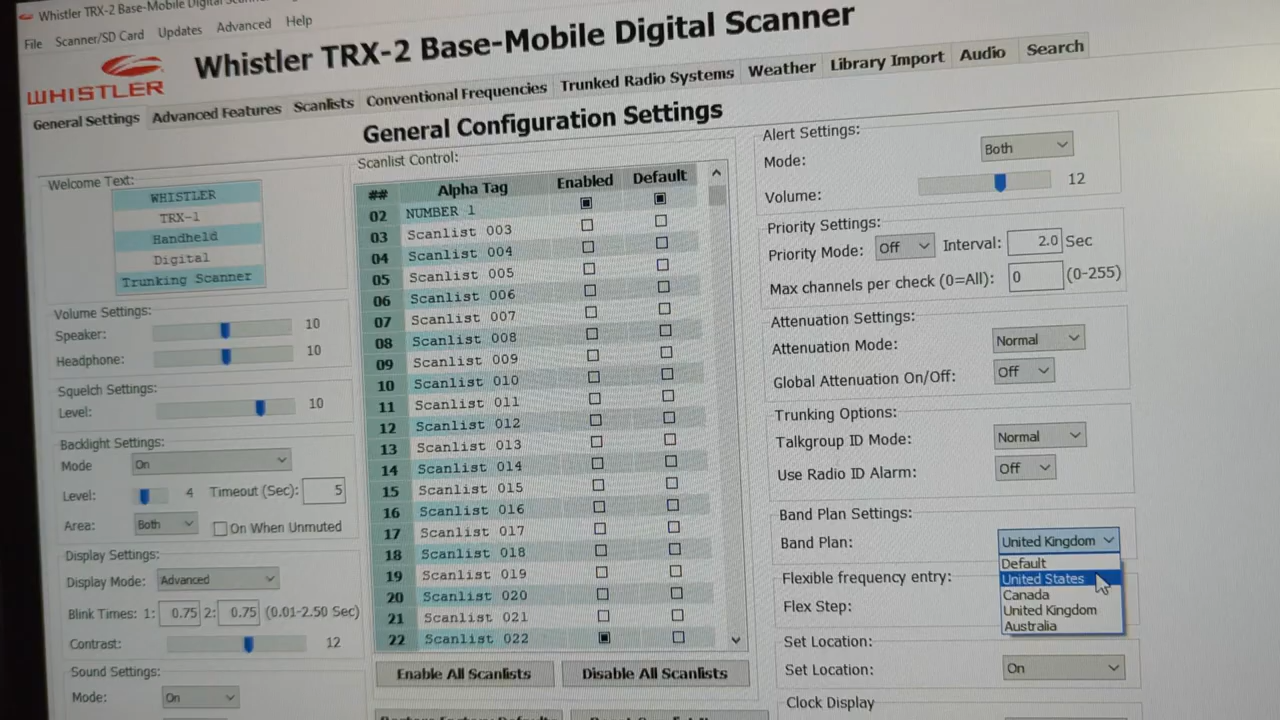 Whistler TRX-2 Base-Mobile Digital
File Scanner/SD Card Updates Advanced Help
WHISTLER
Whistler TRX-2 Base-Mobile Digital Scanner
General Settings Advanced Features Scanlists Conventional Frequencies Trunked Radio Systems Weather Library Import Audio Search
General Configuration Settings
Welcome Text:
WHISTLER
TRX-1
Handheld
Digital
Trunking Scanner
Volume Settings:
Speaker: 10
Headphone: 10
Squelch Settings:
Level: 10
Backlight Settings:
Mode On
Level: 4 Timeout (Sec): 5
Area: Both On When Unmuted
Display Settings:
Display Mode: Advanced
Blink Times: 1: 0.75 2: 0.75 (0.01-2.50 Sec)
Contrast: 12
Sound Settings:
Mode: On
Scanlist Control:
## Alpha Tag Enabled Default
02 NUMBER 1
03 Scanlist 003
04 Scanlist 004
05 Scanlist 005
06 Scanlist 006
07 Scanlist 007
08 Scanlist 008
09 Scanlist 009
10 Scanlist 010
11 Scanlist 011
12 Scanlist 012
13 Scanlist 013
14 Scanlist 014
15 Scanlist 015
16 Scanlist 016
17 Scanlist 017
18 Scanlist 018
19 Scanlist 019
20 Scanlist 020
21 Scanlist 021
22 Scanlist 022
Enable All Scanlists Disable All Scanlists
Alert Settings:
Mode: Both
Volume: 12
Priority Settings:
Priority Mode: Off Interval: 2.0 Sec
Max channels per check (0=All): 0 (0-255)
Attenuation Settings:
Attenuation Mode: Normal
Global Attenuation On/Off: Off
Trunking Options:
Talkgroup ID Mode: Normal
Use Radio ID Alarm: Off
Band Plan Settings:
Band Plan: United Kingdom
Default
United States
Canada
United Kingdom
Australia
Flexible frequency entry:
Flex Step:
Set Location:
Set Location: On
Clock Display